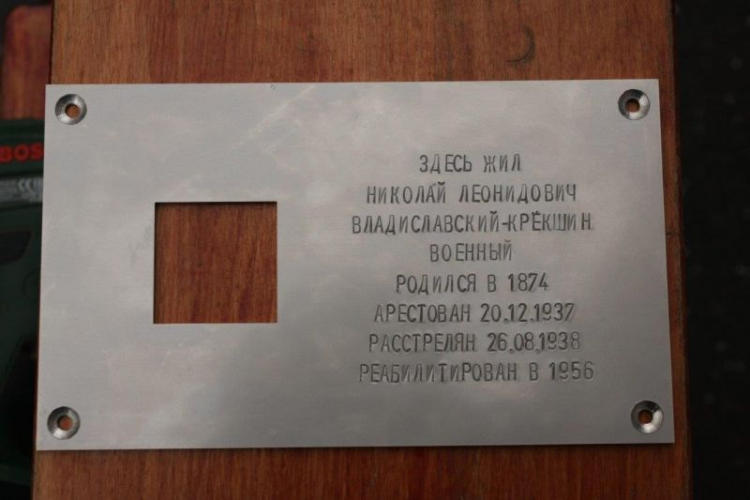 BOS
ЗДЕСЬ ЖИЛ
НИКОЛАЙ ЛЕОНИДОВИЧ
ВЛАДИСЛАВСКИЙ-КРЁКШИН
ВОЕННЫЙ
РОДИЛСЯ В 1874
АРЕСТОВАН 20.12.1937
РАССТРЕЛЯН 26.08.1938
РЕАБИЛИТИРОВАН В 1956